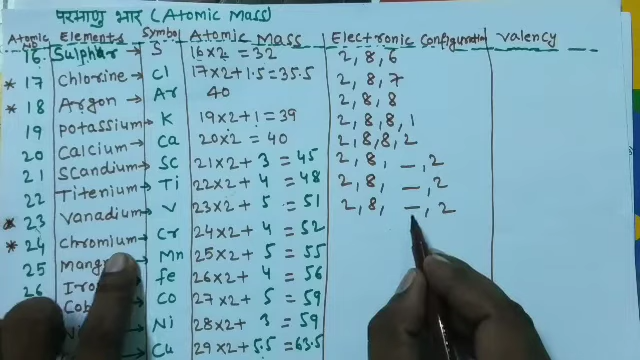 परमाणु भार (Atomic Mass)
Atomic No Elements Symbol Atomic Mass Electronic Configuration Valency
16. Sulphur → S 16×2 = 32 2, 8, 6
* 17 Chlorine → Cl 17×2+1.5=35.5 2, 8, 7
* 18 Argon → Ar 40 2, 8, 8
19 Potassium → K 19×2+1=39 2, 8, 8, 1
20 Calcium → Ca 20×2 = 40 2, 8, 8, 2
21 Scandium → Sc 21×2+ 3 = 45 2, 8, —, 2
22 Titenium → Ti 22×2+ 4 = 48 2, 8, —, 2
* 23 Vanadium → V 23×2+ 5 = 51 2, 8, —, 2
* 24 Chromium → Cr 24×2+ 4 = 52
25 Mn 25×2+ 5 = 55
26 fe 26×2+ 4 = 56
Co 27×2+ 5 = 59
Ni 28×2+ 3 = 59
Cu 29×2+ 5.5 = 63.5